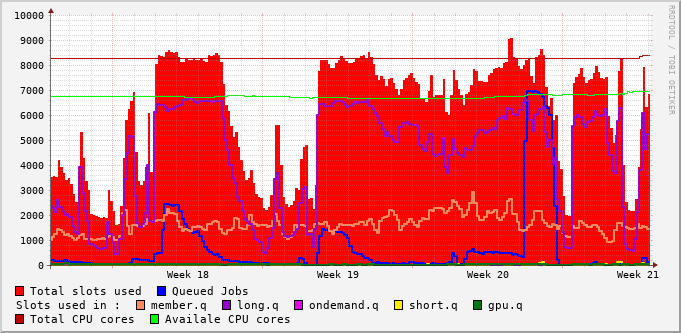 10000
9000
8000
7000
6000
5000
4000
3000
2000
1000
0
Week 18 Week 19 Week 20 Week 21
RRDTOOL / TOBI OETIKER
Total slots used Queued Jobs
Slots used in : member.q long.q ondemand.q short.q gpu.q
Total CPU cores Availale CPU cores